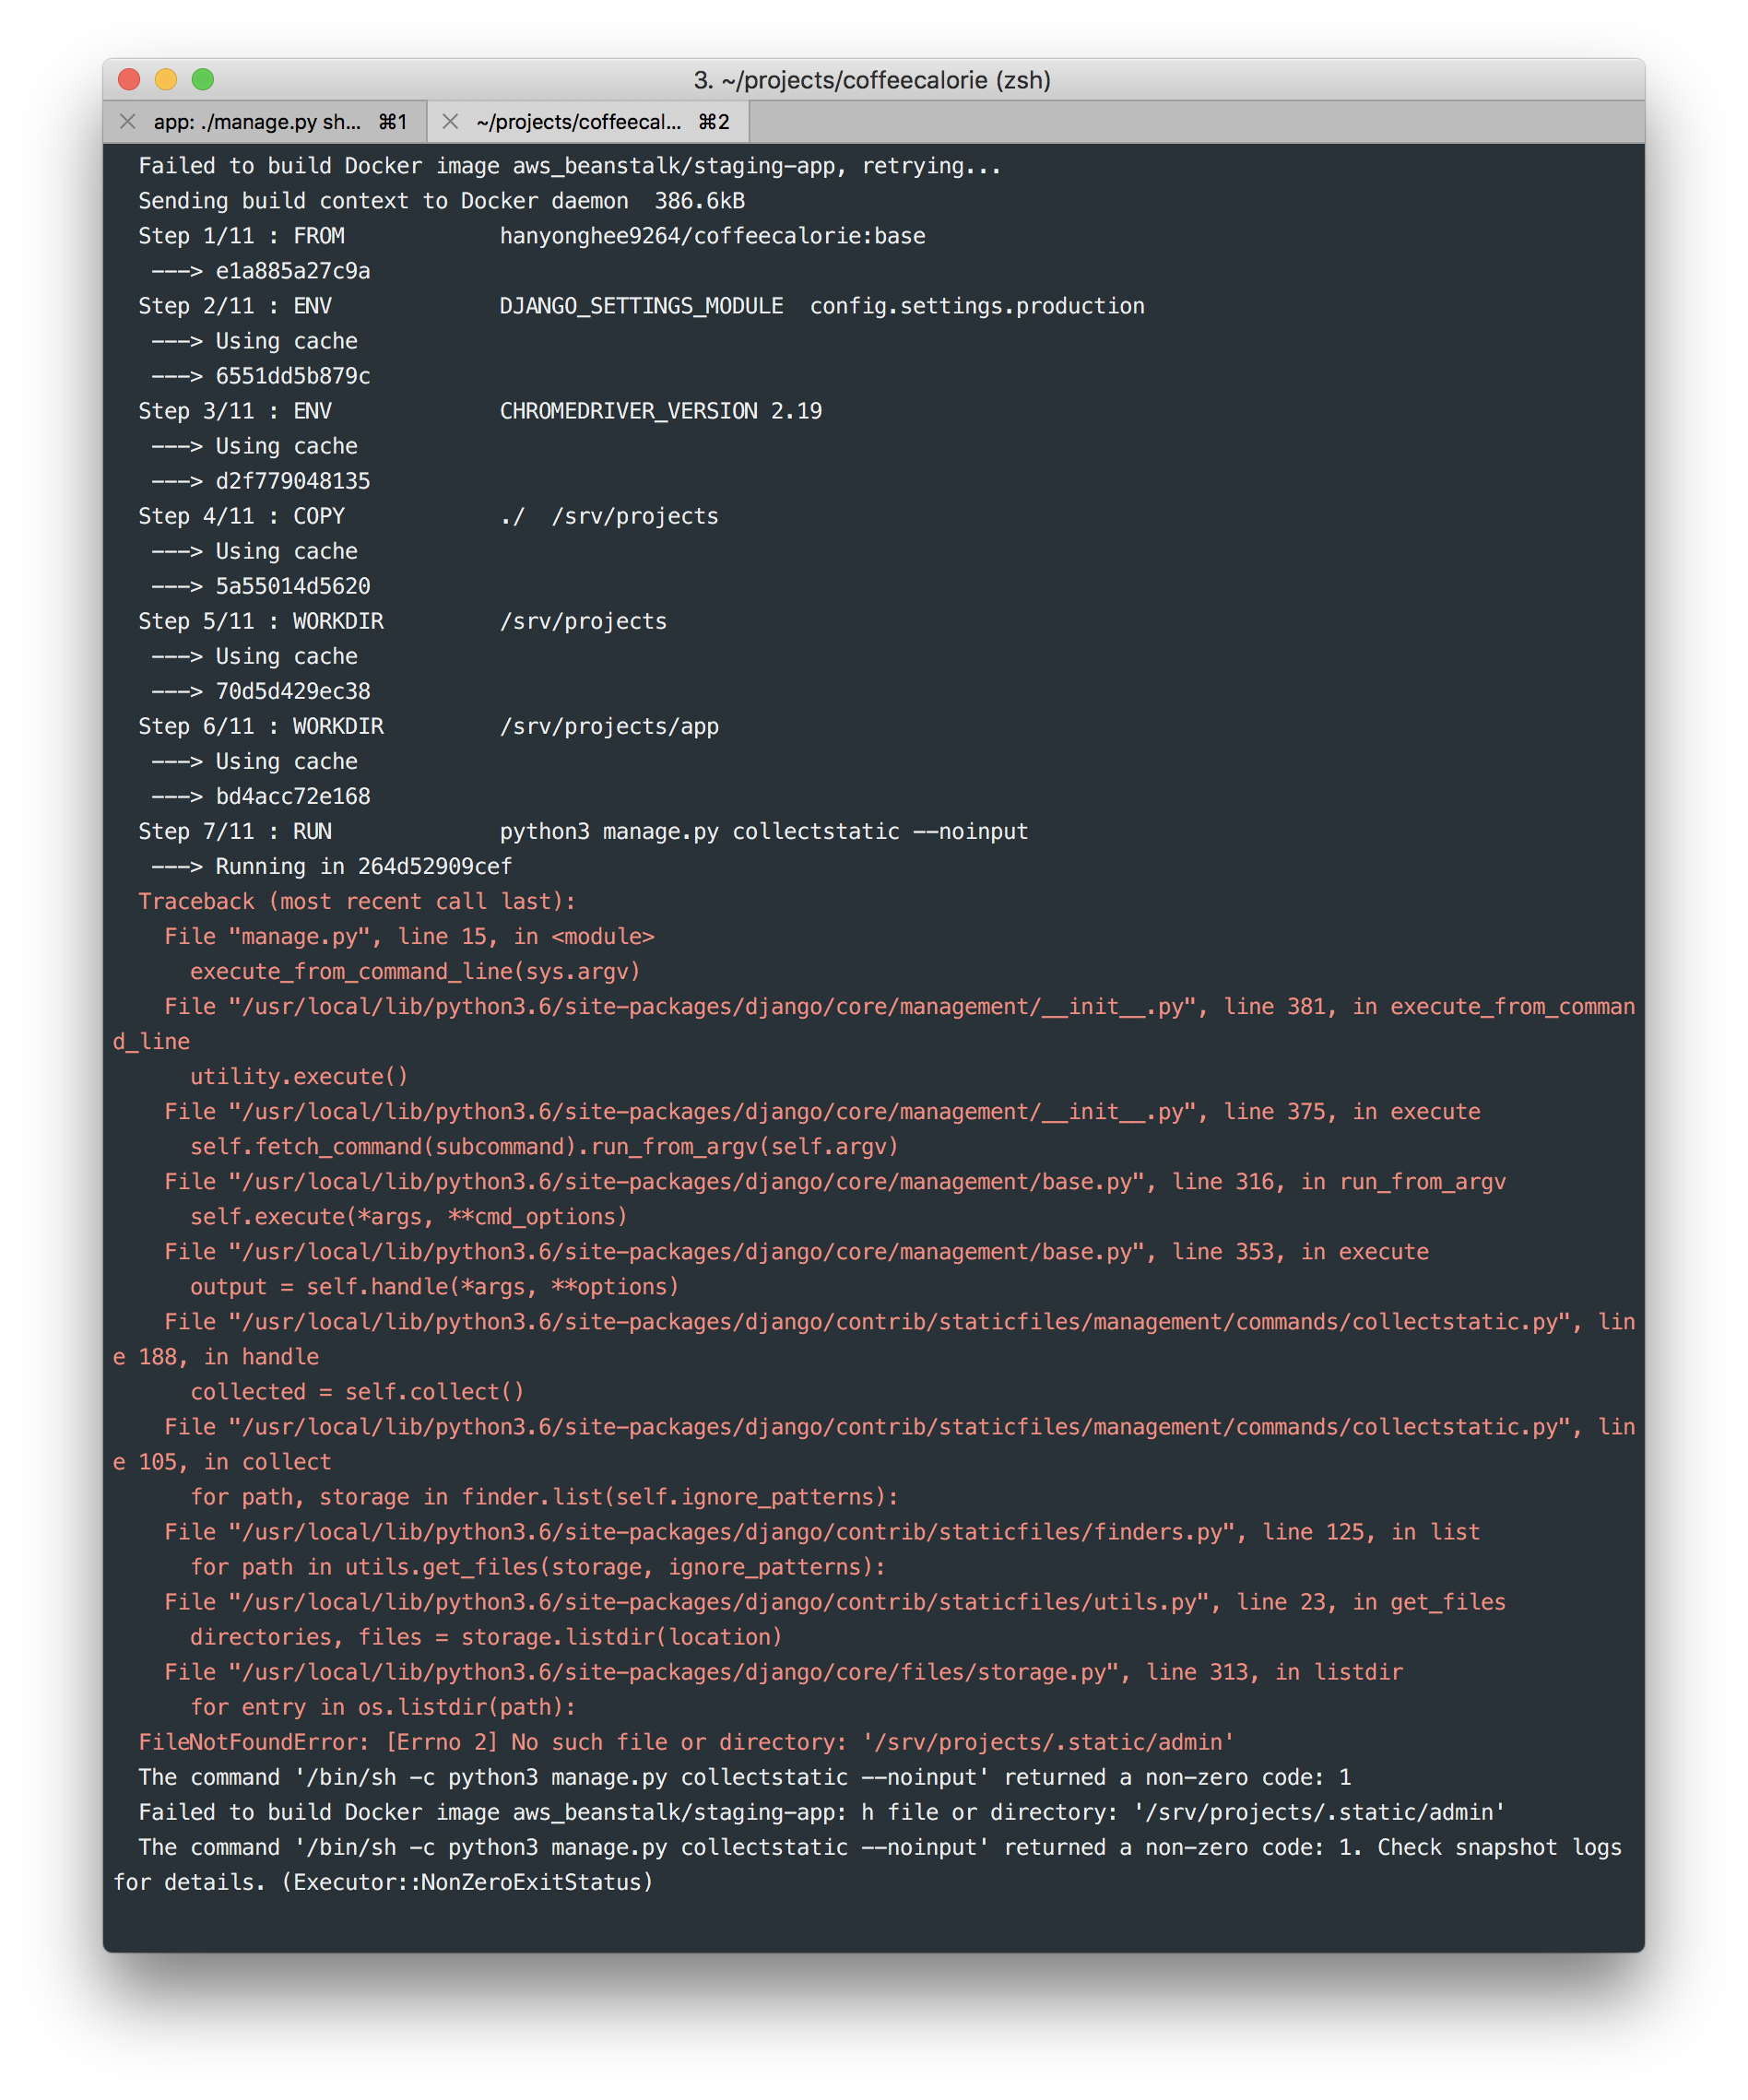 3. ~/projects/coffeecalorie (zsh)
app: ./manage.py sh... ⌘1 ~/projects/coffeecal... ⌘2
Failed to build Docker image aws_beanstalk/staging-app, retrying...
Sending build context to Docker daemon  386.6kB
Step 1/11 : FROM             hanyonghee9264/coffeecalorie:base
 ---> e1a885a27c9a
Step 2/11 : ENV             DJANGO_SETTINGS_MODULE  config.settings.production
 ---> Using cache
 ---> 6551dd5b879c
Step 3/11 : ENV             CHROMEDRIVER_VERSION 2.19
 ---> Using cache
 ---> d2f779048135
Step 4/11 : COPY            ./  /srv/projects
 ---> Using cache
 ---> 5a55014d5620
Step 5/11 : WORKDIR         /srv/projects
 ---> Using cache
 ---> 70d5d429ec38
Step 6/11 : WORKDIR         /srv/projects/app
 ---> Using cache
 ---> bd4acc72e168
Step 7/11 : RUN             python3 manage.py collectstatic --noinput
 ---> Running in 264d52909cef
Traceback (most recent call last):
  File "manage.py", line 15, in <module>
    execute_from_command_line(sys.argv)
  File "/usr/local/lib/python3.6/site-packages/django/core/management/__init__.py", line 381, in execute_from_comman
d_line
    utility.execute()
  File "/usr/local/lib/python3.6/site-packages/django/core/management/__init__.py", line 375, in execute
    self.fetch_command(subcommand).run_from_argv(self.argv)
  File "/usr/local/lib/python3.6/site-packages/django/core/management/base.py", line 316, in run_from_argv
    self.execute(*args, **cmd_options)
  File "/usr/local/lib/python3.6/site-packages/django/core/management/base.py", line 353, in execute
    output = self.handle(*args, **options)
  File "/usr/local/lib/python3.6/site-packages/django/contrib/staticfiles/management/commands/collectstatic.py", lin
e 188, in handle
    collected = self.collect()
  File "/usr/local/lib/python3.6/site-packages/django/contrib/staticfiles/management/commands/collectstatic.py", lin
e 105, in collect
    for path, storage in finder.list(self.ignore_patterns):
  File "/usr/local/lib/python3.6/site-packages/django/contrib/staticfiles/finders.py", line 125, in list
    for path in utils.get_files(storage, ignore_patterns):
  File "/usr/local/lib/python3.6/site-packages/django/contrib/staticfiles/utils.py", line 23, in get_files
    directories, files = storage.listdir(location)
  File "/usr/local/lib/python3.6/site-packages/django/core/files/storage.py", line 313, in listdir
    for entry in os.listdir(path):
FileNotFoundError: [Errno 2] No such file or directory: '/srv/projects/.static/admin'
The command '/bin/sh -c python3 manage.py collectstatic --noinput' returned a non-zero code: 1
Failed to build Docker image aws_beanstalk/staging-app: h file or directory: '/srv/projects/.static/admin'
The command '/bin/sh -c python3 manage.py collectstatic --noinput' returned a non-zero code: 1. Check snapshot logs
for details. (Executor::NonZeroExitStatus)